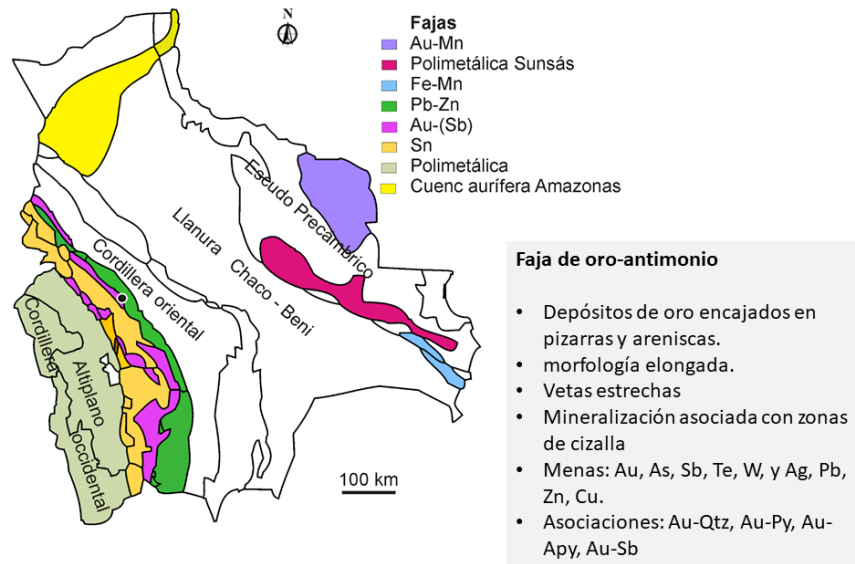 N
Fajas
Au-Mn
Polimetálica Sunsás
Fe-Mn
Pb-Zn
Au-(Sb)
Sn
Polimetálica
Cuenc aurífera Amazonas
Escudo Precámbrico
Llanura Chaco - Beni
Cordillera oriental
Cordillera
Altiplano
occidental
100 km
Faja de oro-antimonio
• Depósitos de oro encajados en
pizarras y areniscas.
• morfología elongada.
• Vetas estrechas
• Mineralización asociada con zonas
de cizalla
• Menas: Au, As, Sb, Te, W, y Ag, Pb,
Zn, Cu.
• Asociaciones: Au-Qtz, Au-Py, Au-
Apy, Au-Sb